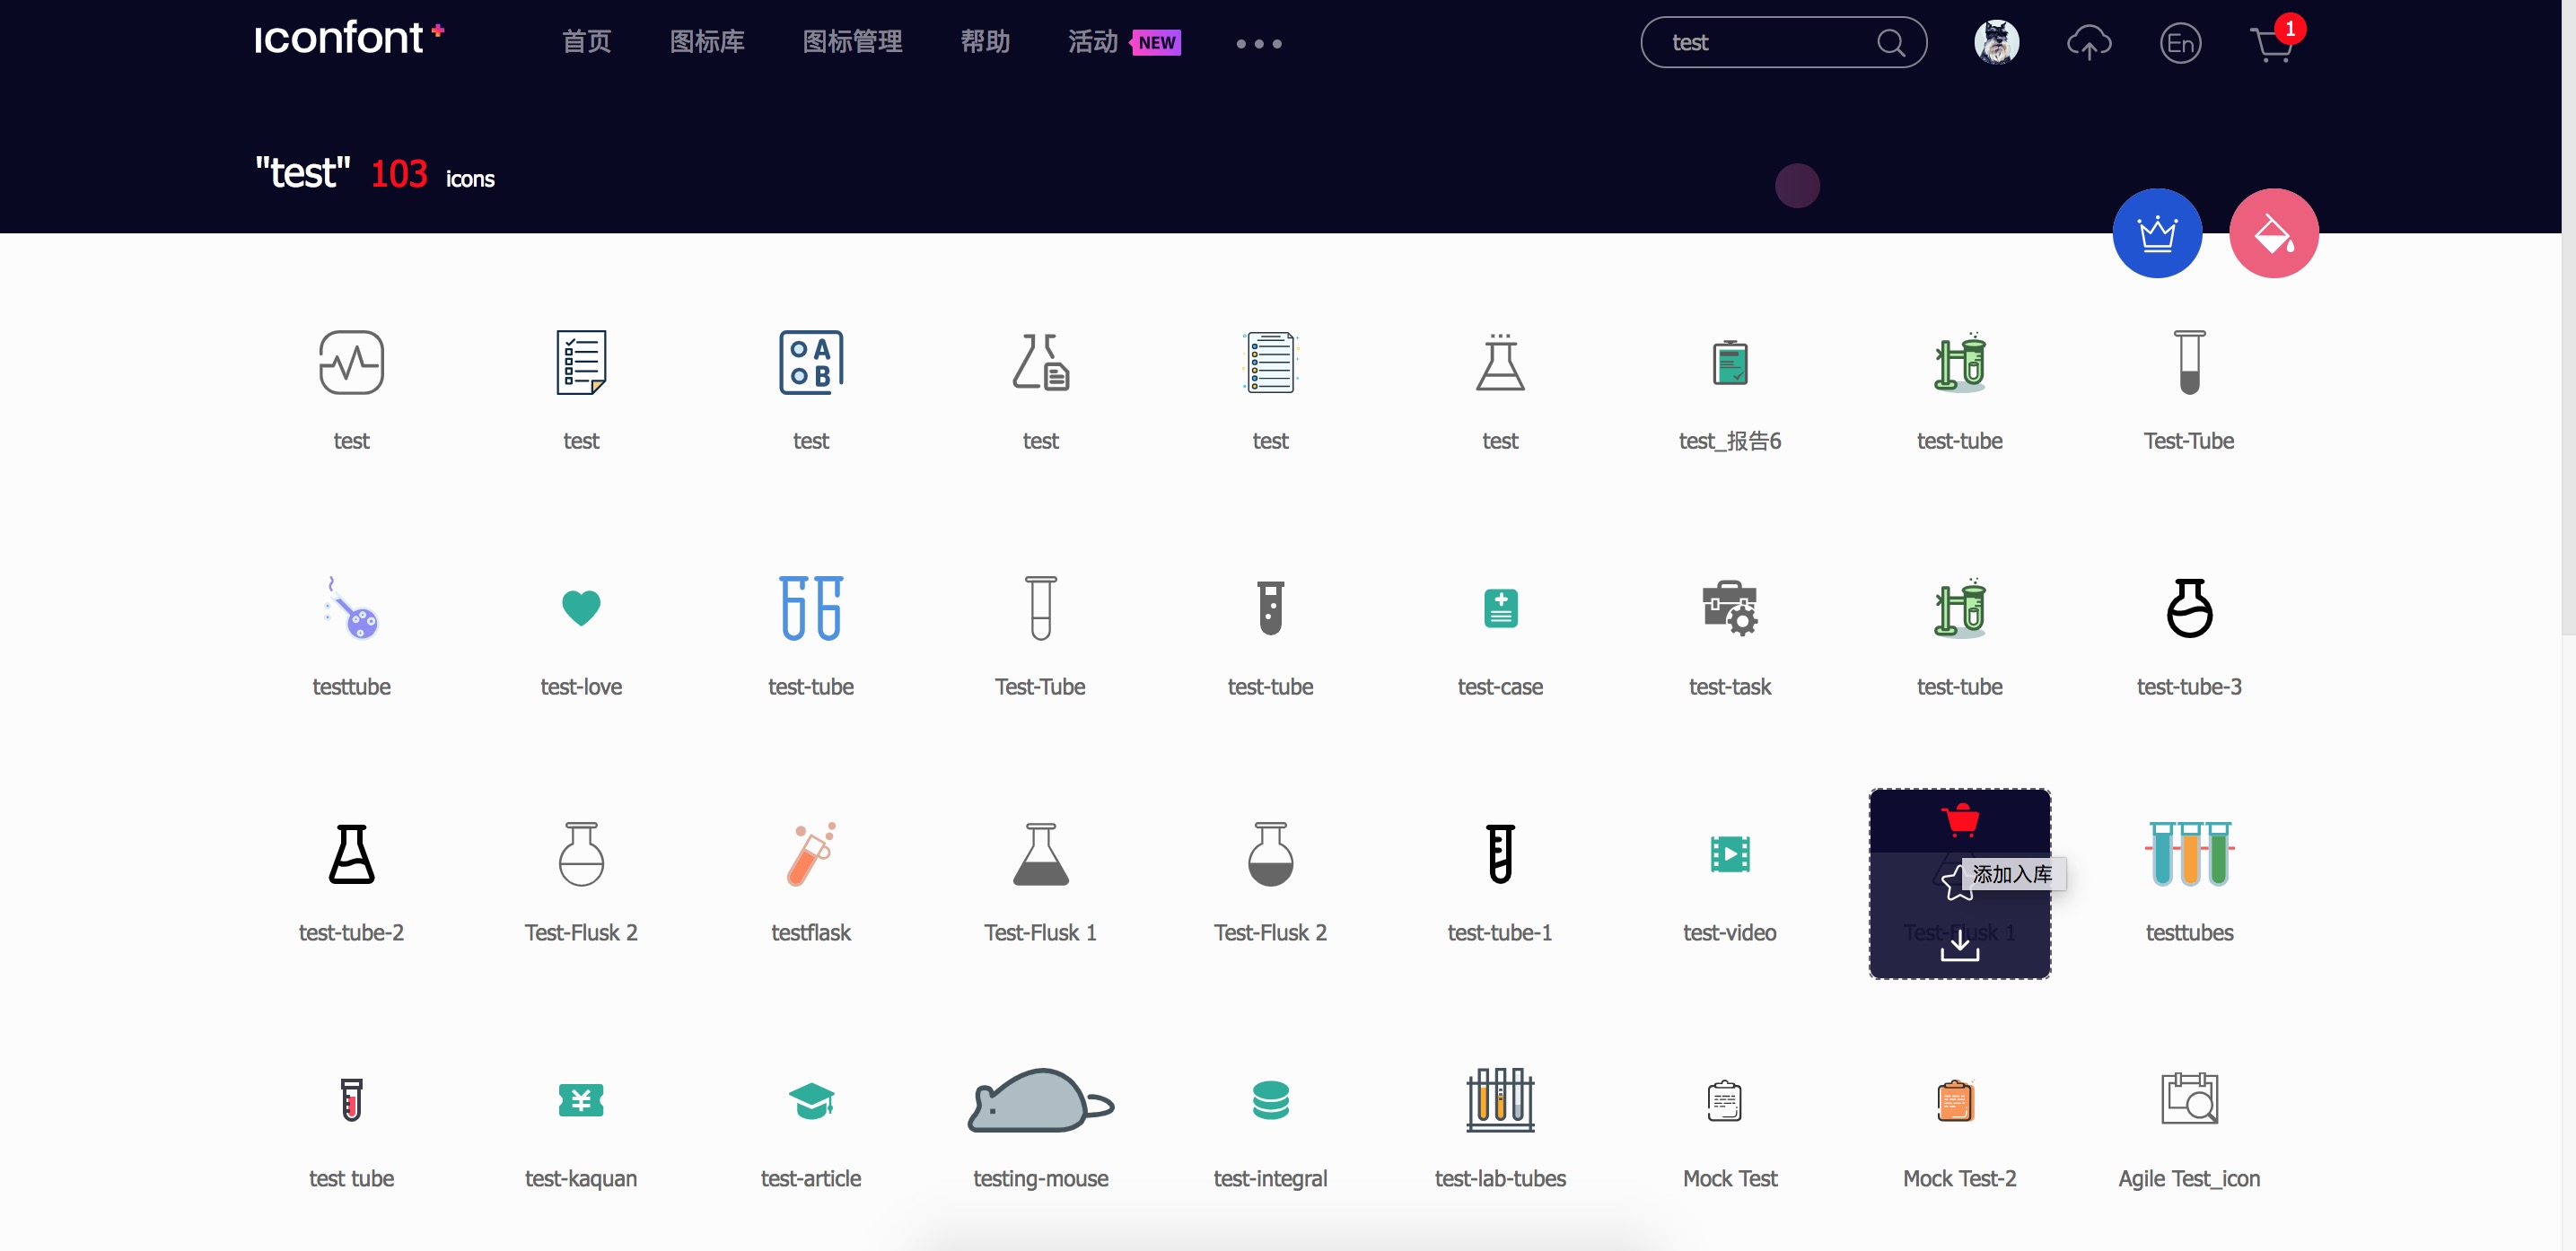 iconfont+
首页 图标库 图标管理 帮助 活动 NEW
test
En
1
"test" 103 icons
A
B
test test test test test test test_报告6 test-tube Test-Tube
testtube test-love test-tube Test-Tube test-tube test-case test-task test-tube test-tube-3
添加入库
test-tube-2 Test-Flusk 2 testflask Test-Flusk 1 Test-Flusk 2 test-tube-1 test-video Test-Flusk 1 testtubes
¥
test tube test-kaquan test-article testing-mouse test-integral test-lab-tubes Mock Test Mock Test-2 Agile Test_icon